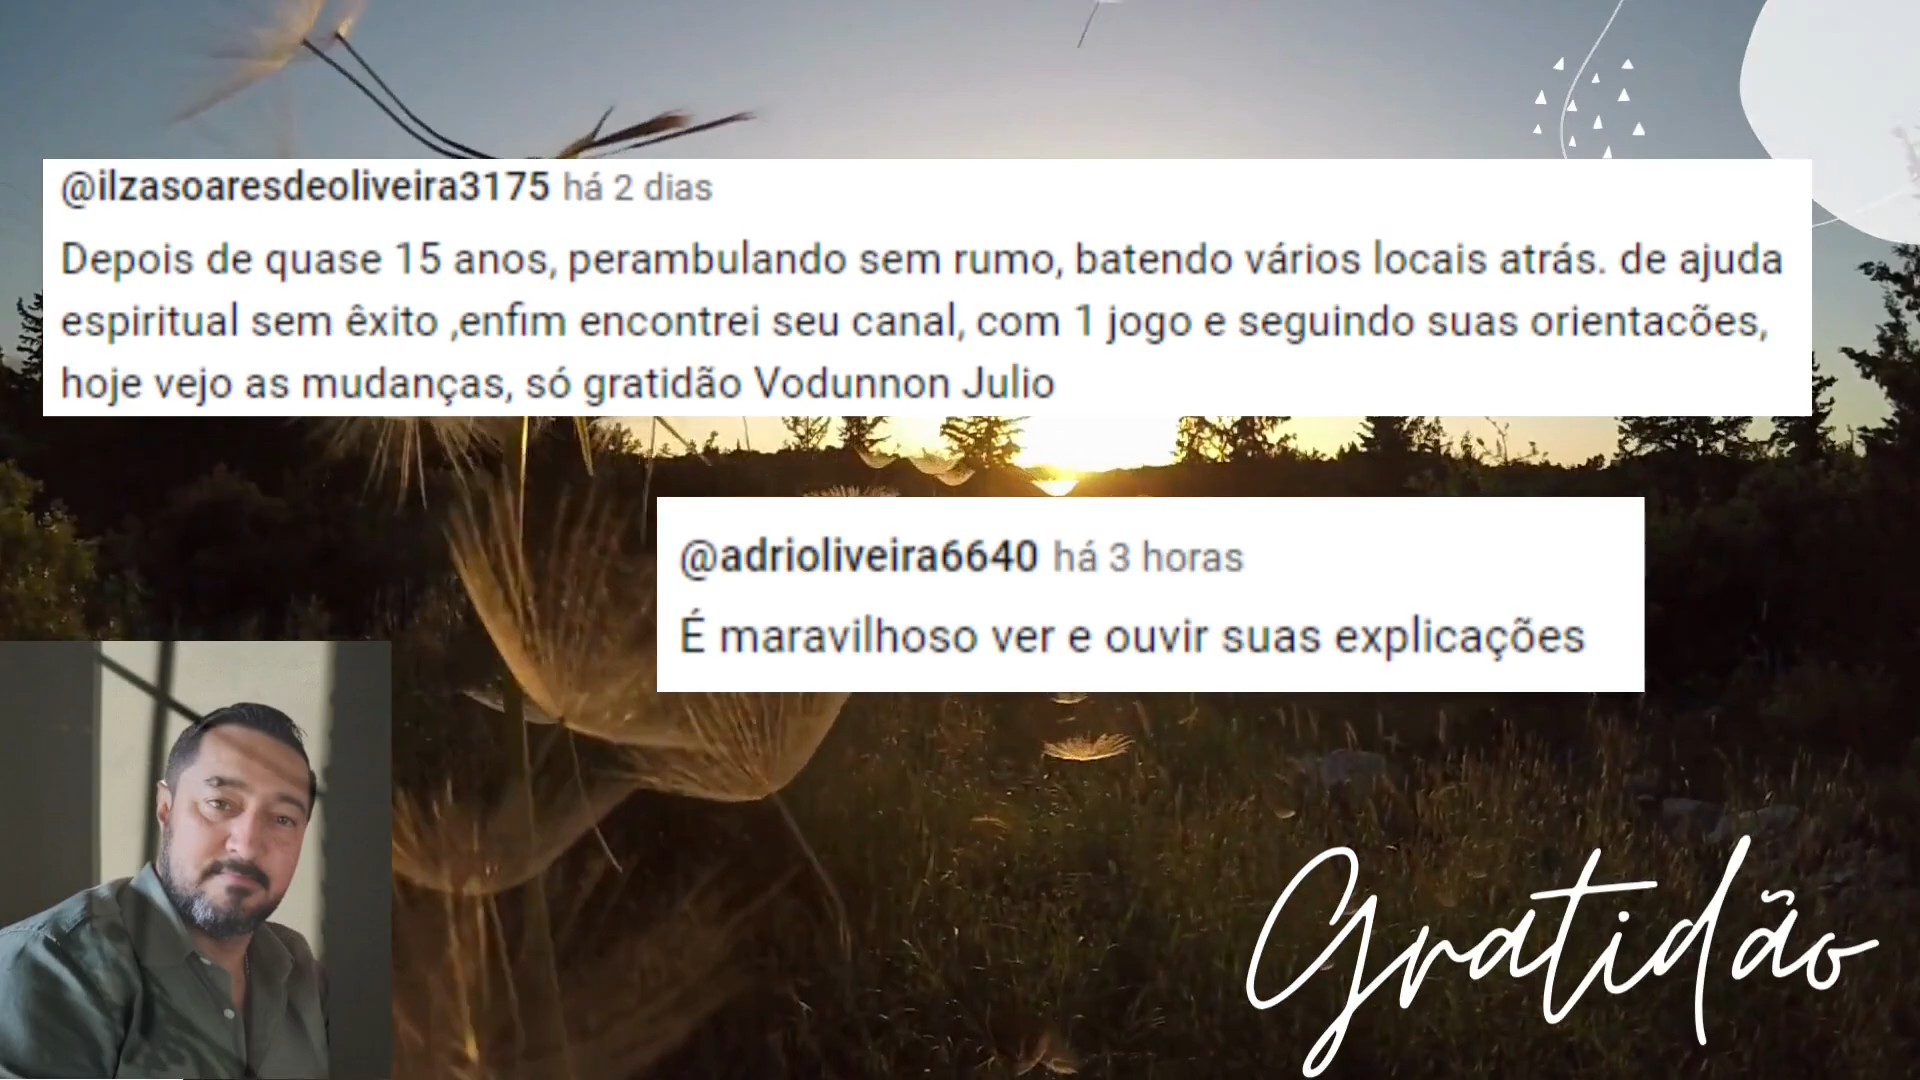 @ilzasoaresdeoliveira3175 há 2 dias
Depois de quase 15 anos, perambulando sem rumo, batendo vários locais atrás. de ajuda
espiritual sem êxito ,enfim encontrei seu canal, com 1 jogo e seguindo suas orientacões,
hoje vejo as mudanças, só gratidão Vodunnon Julio
@adrioliveira6640 há 3 horas
É maravilhoso ver e ouvir suas explicações
Gratidão